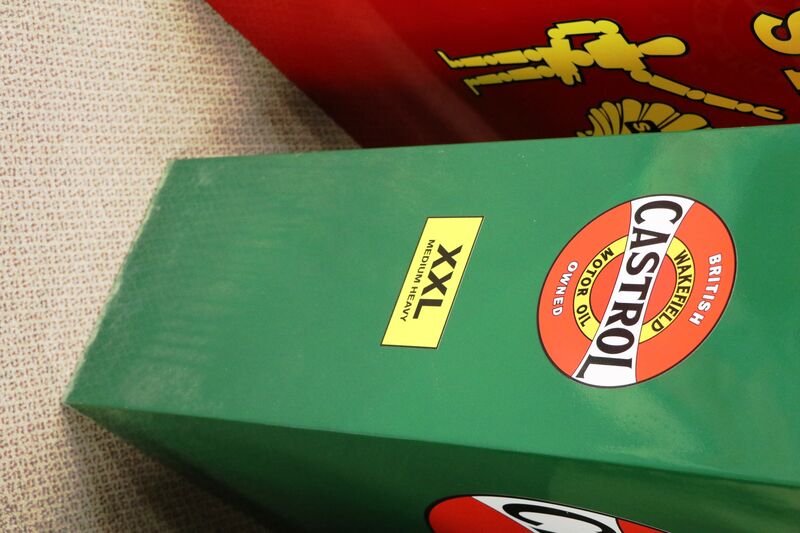 BRITISH
WAKEFIELD
CASTROL
MOTOR OIL
OWNED
XXL
MEDIUM HEAVY